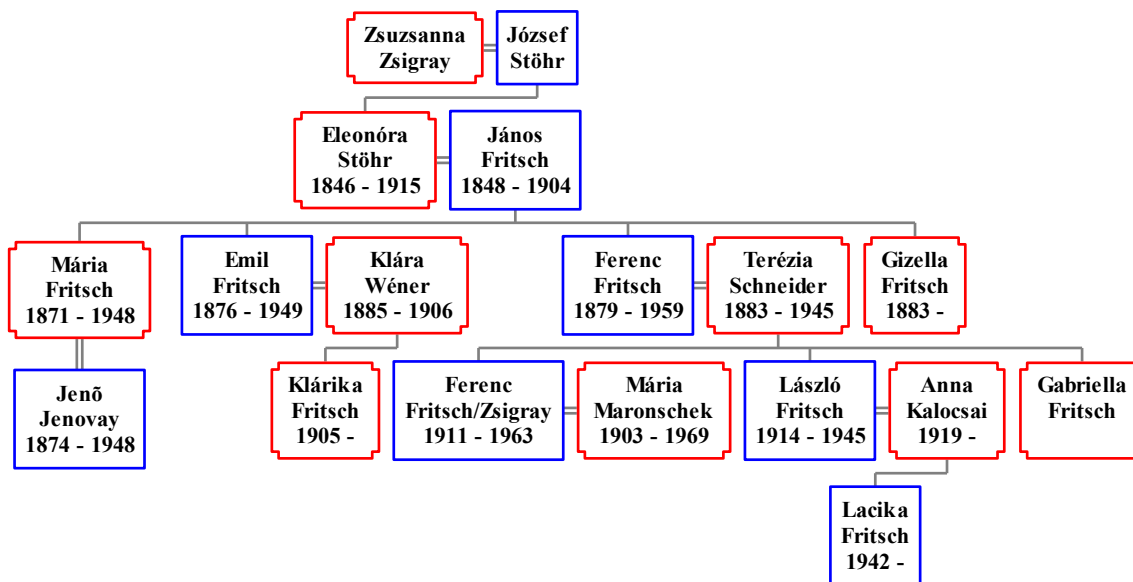 Zsuzsanna
Zsigray
József
Stöhr
Eleonóra
Stöhr
1846 - 1915
János
Fritsch
1848 - 1904
Mária
Fritsch
1871 - 1948
Emil
Fritsch
1876 - 1949
Klára
Wéner
1885 - 1906
Ferenc
Fritsch
1879 - 1959
Terézia
Schneider
1883 - 1945
Gizella
Fritsch
1883 -
Jenõ
Jenovay
1874 - 1948
Klárika
Fritsch
1905 -
Ferenc
Fritsch/Zsigray
1911 - 1963
Mária
Maronschek
1903 - 1969
László
Fritsch
1914 - 1945
Anna
Kalocsai
1919 -
Gabriella
Fritsch
Lacika
Fritsch
1942 -